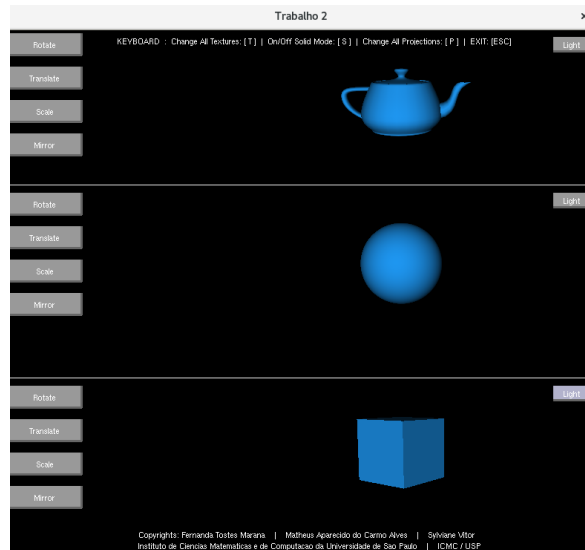 Trabalho 2
×
Rotate
KEYBOARD : Change All Textures: [ T ] | On/Off Solid Mode: [ S ] | Change All Projections: [ P ] | EXIT: [ESC]
Light
Translate
Scale
Mirror
Rotate
Light
Translate
Scale
Mirror
Rotate
Light
Translate
Scale
Mirror
Copyrights: Fernanda Tostes Marana | Matheus Aparecido do Carmo Alves | Sylviane Vitor
Instituto de Ciencias Matematicas e de Computacao da Universidade de Sao Paulo | ICMC / USP